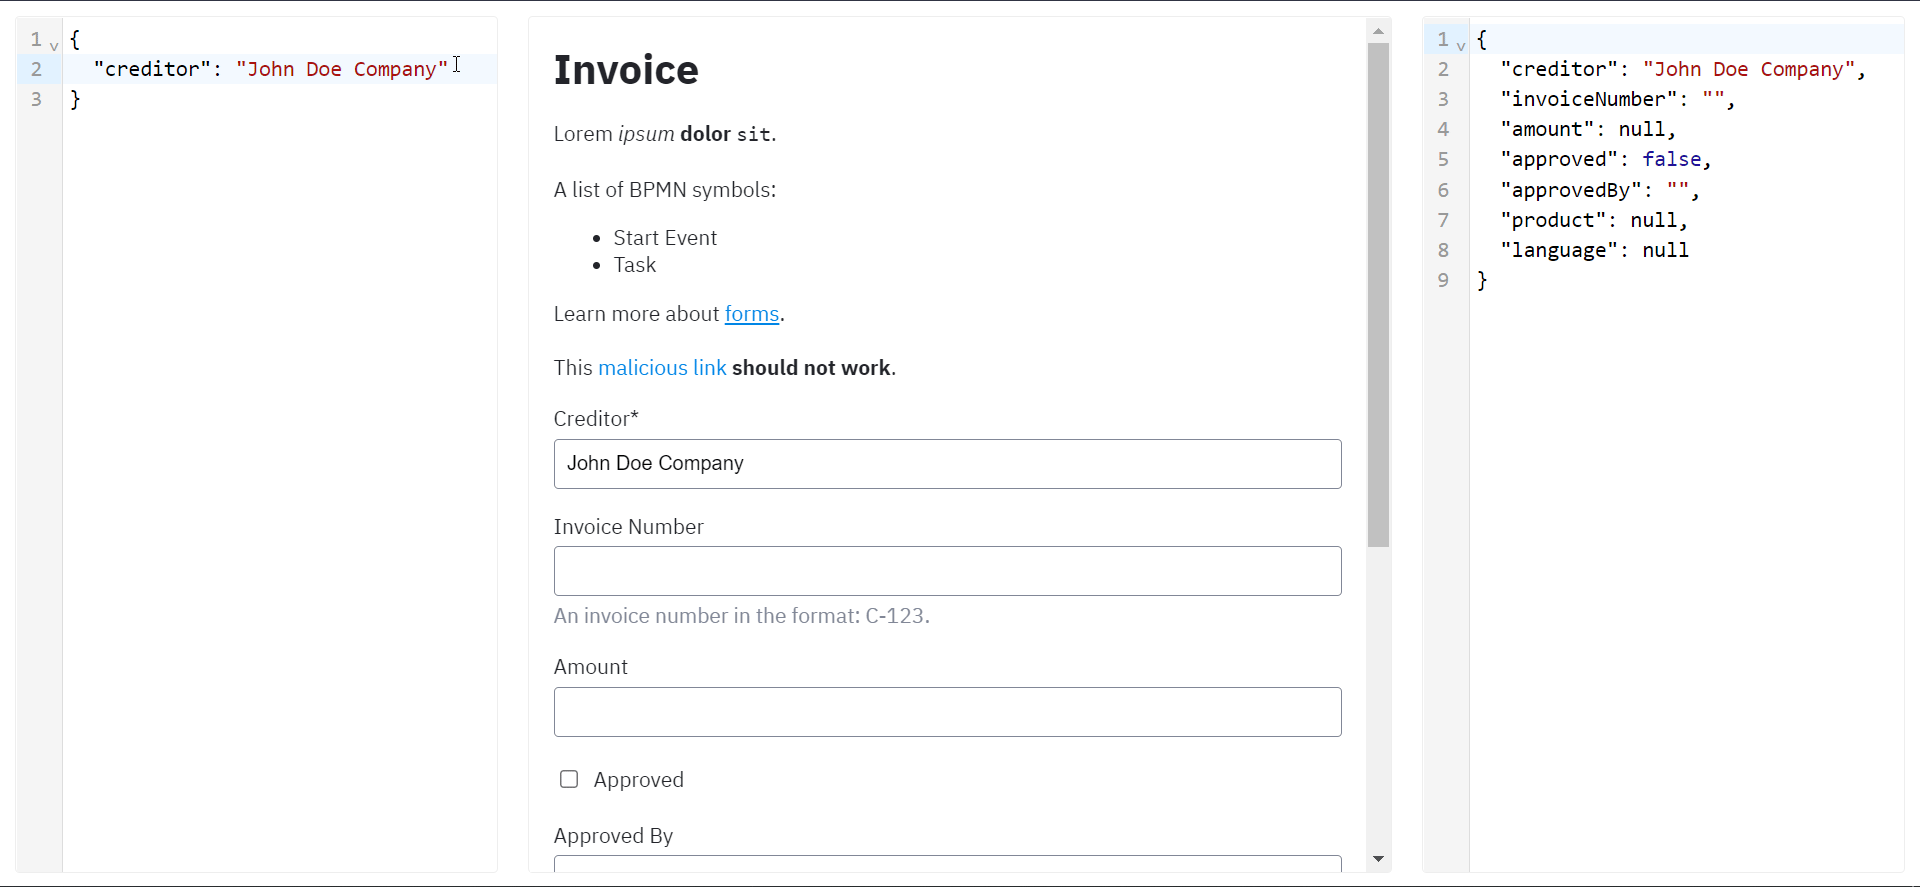 1 {
2 "creditor": "John Doe Company"
3 }
Invoice
Lorem ipsum dolor sit.
A list of BPMN symbols:
• Start Event
• Task
Learn more about forms.
This malicious link should not work.
Creditor*
John Doe Company
Invoice Number
An invoice number in the format: C-123.
Amount
Approved
Approved By
1 {
2 "creditor": "John Doe Company",
3 "invoiceNumber": "",
4 "amount": null,
5 "approved": false,
6 "approvedBy": "",
7 "product": null,
8 "language": null
9 }